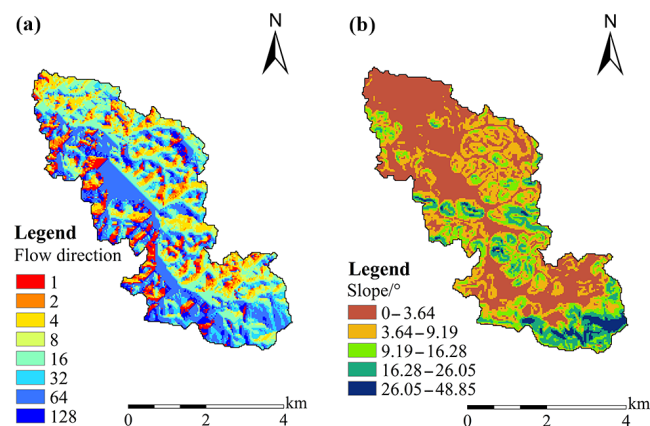 (a)
N
Legend
Flow direction
1
2
4
8
16
32
64
128
km
0 2 4
(b)
N
Legend
Slope/°
0–3.64
3.64–9.19
9.19–16.28
16.28–26.05
26.05–48.85
km
0 2 4